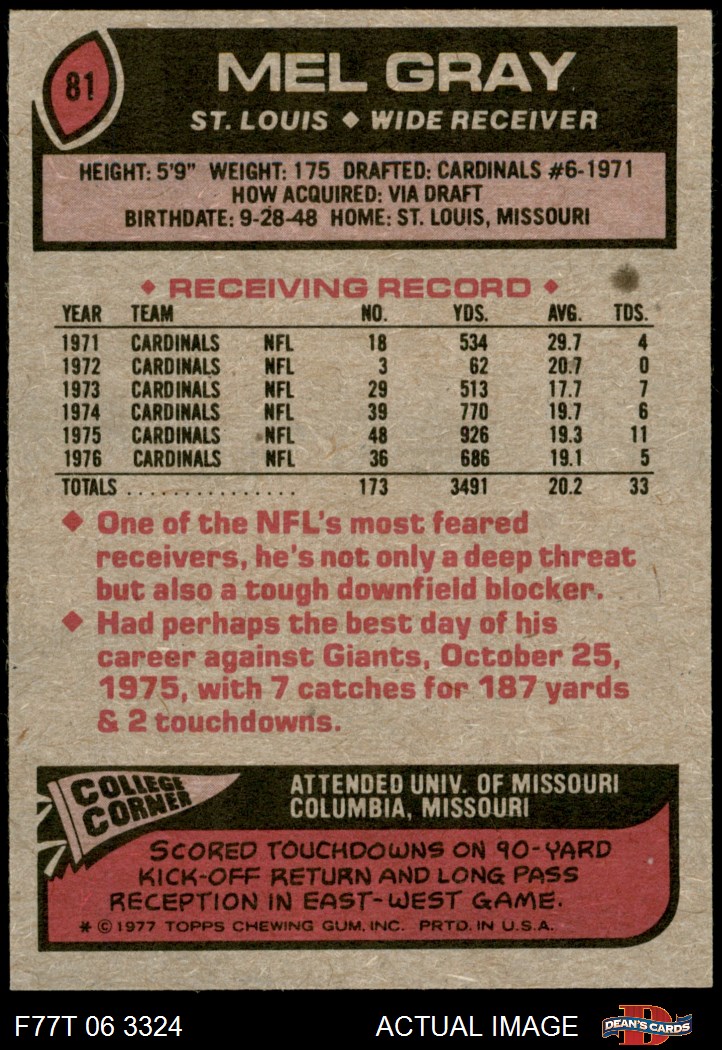 81
MEL GRAY
ST. LOUIS ◆ WIDE RECEIVER
HEIGHT: 5'9" WEIGHT: 175 DRAFTED: CARDINALS #6-1971
HOW ACQUIRED: VIA DRAFT
BIRTHDATE: 9-28-48 HOME: ST. LOUIS, MISSOURI
◆ RECEIVING RECORD ◆
YEAR TEAM NO. YDS. AVG. TDS.
1971 CARDINALS NFL 18 534 29.7 4
1972 CARDINALS NFL 3 62 20.7 0
1973 CARDINALS NFL 29 513 17.7 7
1974 CARDINALS NFL 39 770 19.7 6
1975 CARDINALS NFL 48 926 19.3 11
1976 CARDINALS NFL 36 686 19.1 5
TOTALS ................ 173 3491 20.2 33
◆ One of the NFL's most feared
receivers, he's not only a deep threat
but also a tough downfield blocker.
◆ Had perhaps the best day of his
career against Giants, October 25,
1975, with 7 catches for 187 yards
& 2 touchdowns.
COLLEGE
CORNER
ATTENDED UNIV. OF MISSOURI
COLUMBIA, MISSOURI
SCORED TOUCHDOWNS ON 90-YARD
KICK-OFF RETURN AND LONG PASS
RECEPTION IN EAST-WEST GAME.
* © 1977 TOPPS CHEWING GUM, INC. PRTD. IN U.S.A.
F77T 06 3324 ACTUAL IMAGE
D
DEAN'S CARDS